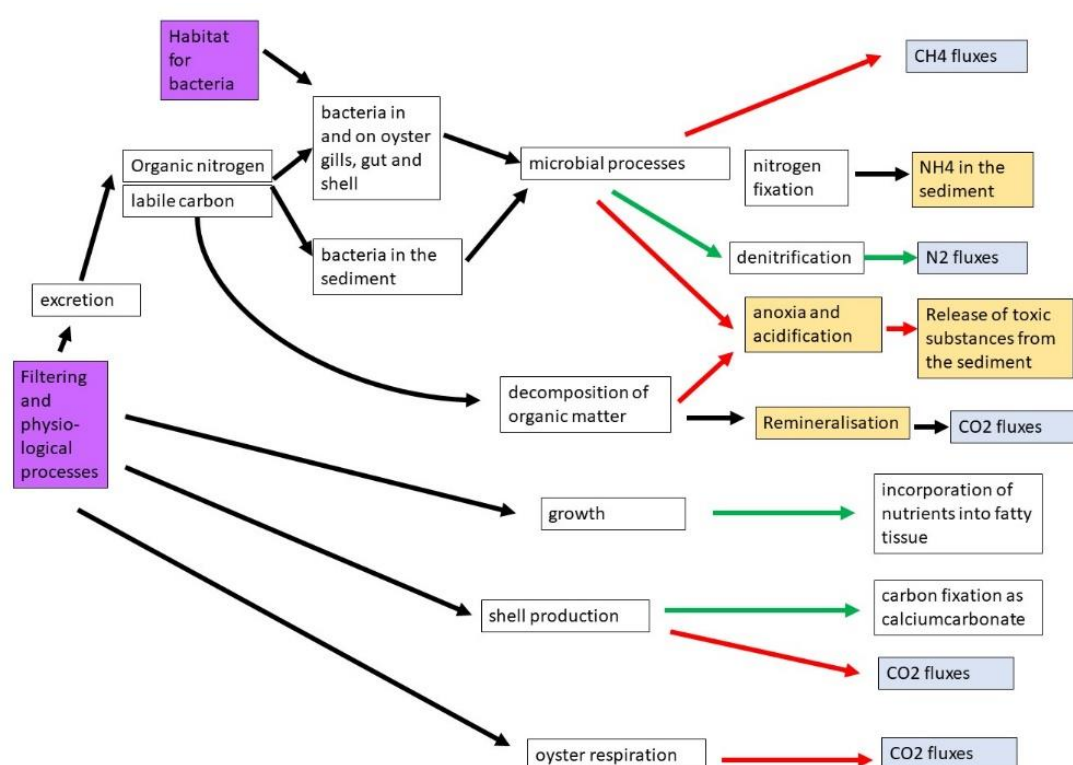 Habitat
for
bacteria
CH4 fluxes
bacteria in
and on oyster
gills, gut and
shell
Organic nitrogen
labile carbon
microbial processes
nitrogen
fixation
NH4 in the
sediment
bacteria in the
sediment
denitrification
N2 fluxes
excretion
anoxia and
acidification
Release of toxic
substances from
the sediment
Filtering
and
physio-
logical
processes
decomposition of
organic matter
Remineralisation
CO2 fluxes
growth
incorporation of
nutrients into fatty
tissue
shell production
carbon fixation as
calciumcarbonate
CO2 fluxes
oyster respiration
CO2 fluxes